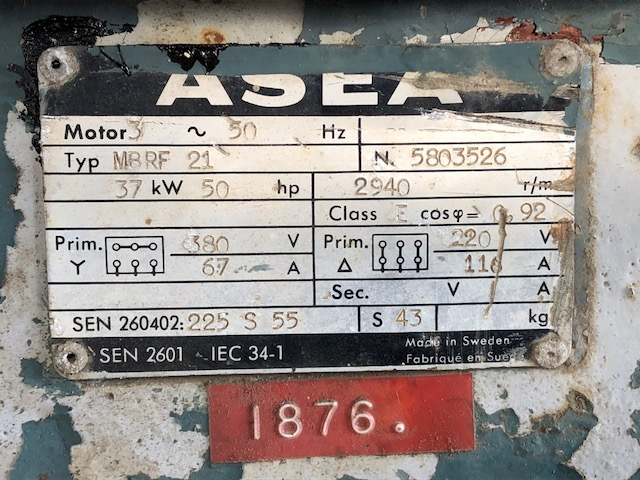 ASEA
Motor 3 ~ 50 Hz
Typ MBRF 21 N. 5803526
37 kW 50 hp 2940 r/m
Class E cosφ= 0,92
Prim. 380 V Prim. 220 V
Y 67 A Δ 116 A
Sec. V A
SEN 260402: 225 S 55 S 43 kg
SEN 2601 - IEC 34-1 Made in Sweden
Fabriqué en Suède
1876.